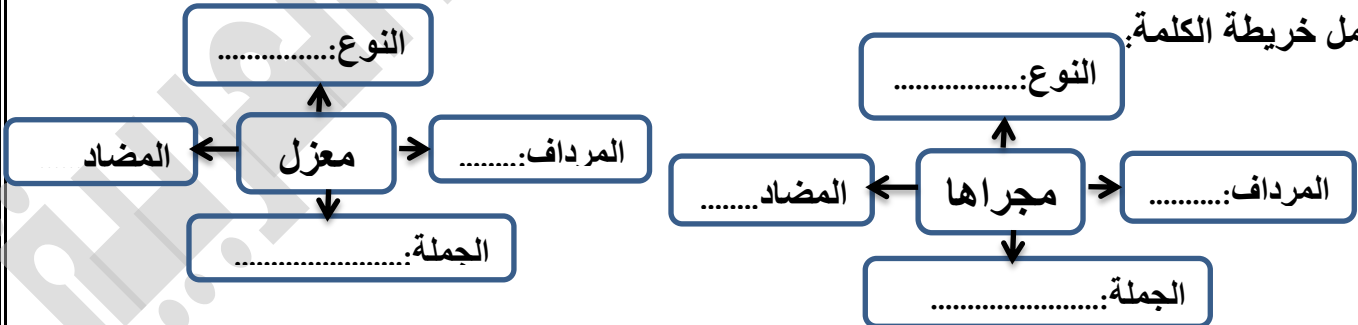 مل خريطة الكلمة:
النوع:.................
المرداف:..........
مجراها
المضاد........
الجملة:.......................
النوع:...............
المرداف:........
معزل
المضاد
الجملة:.......................